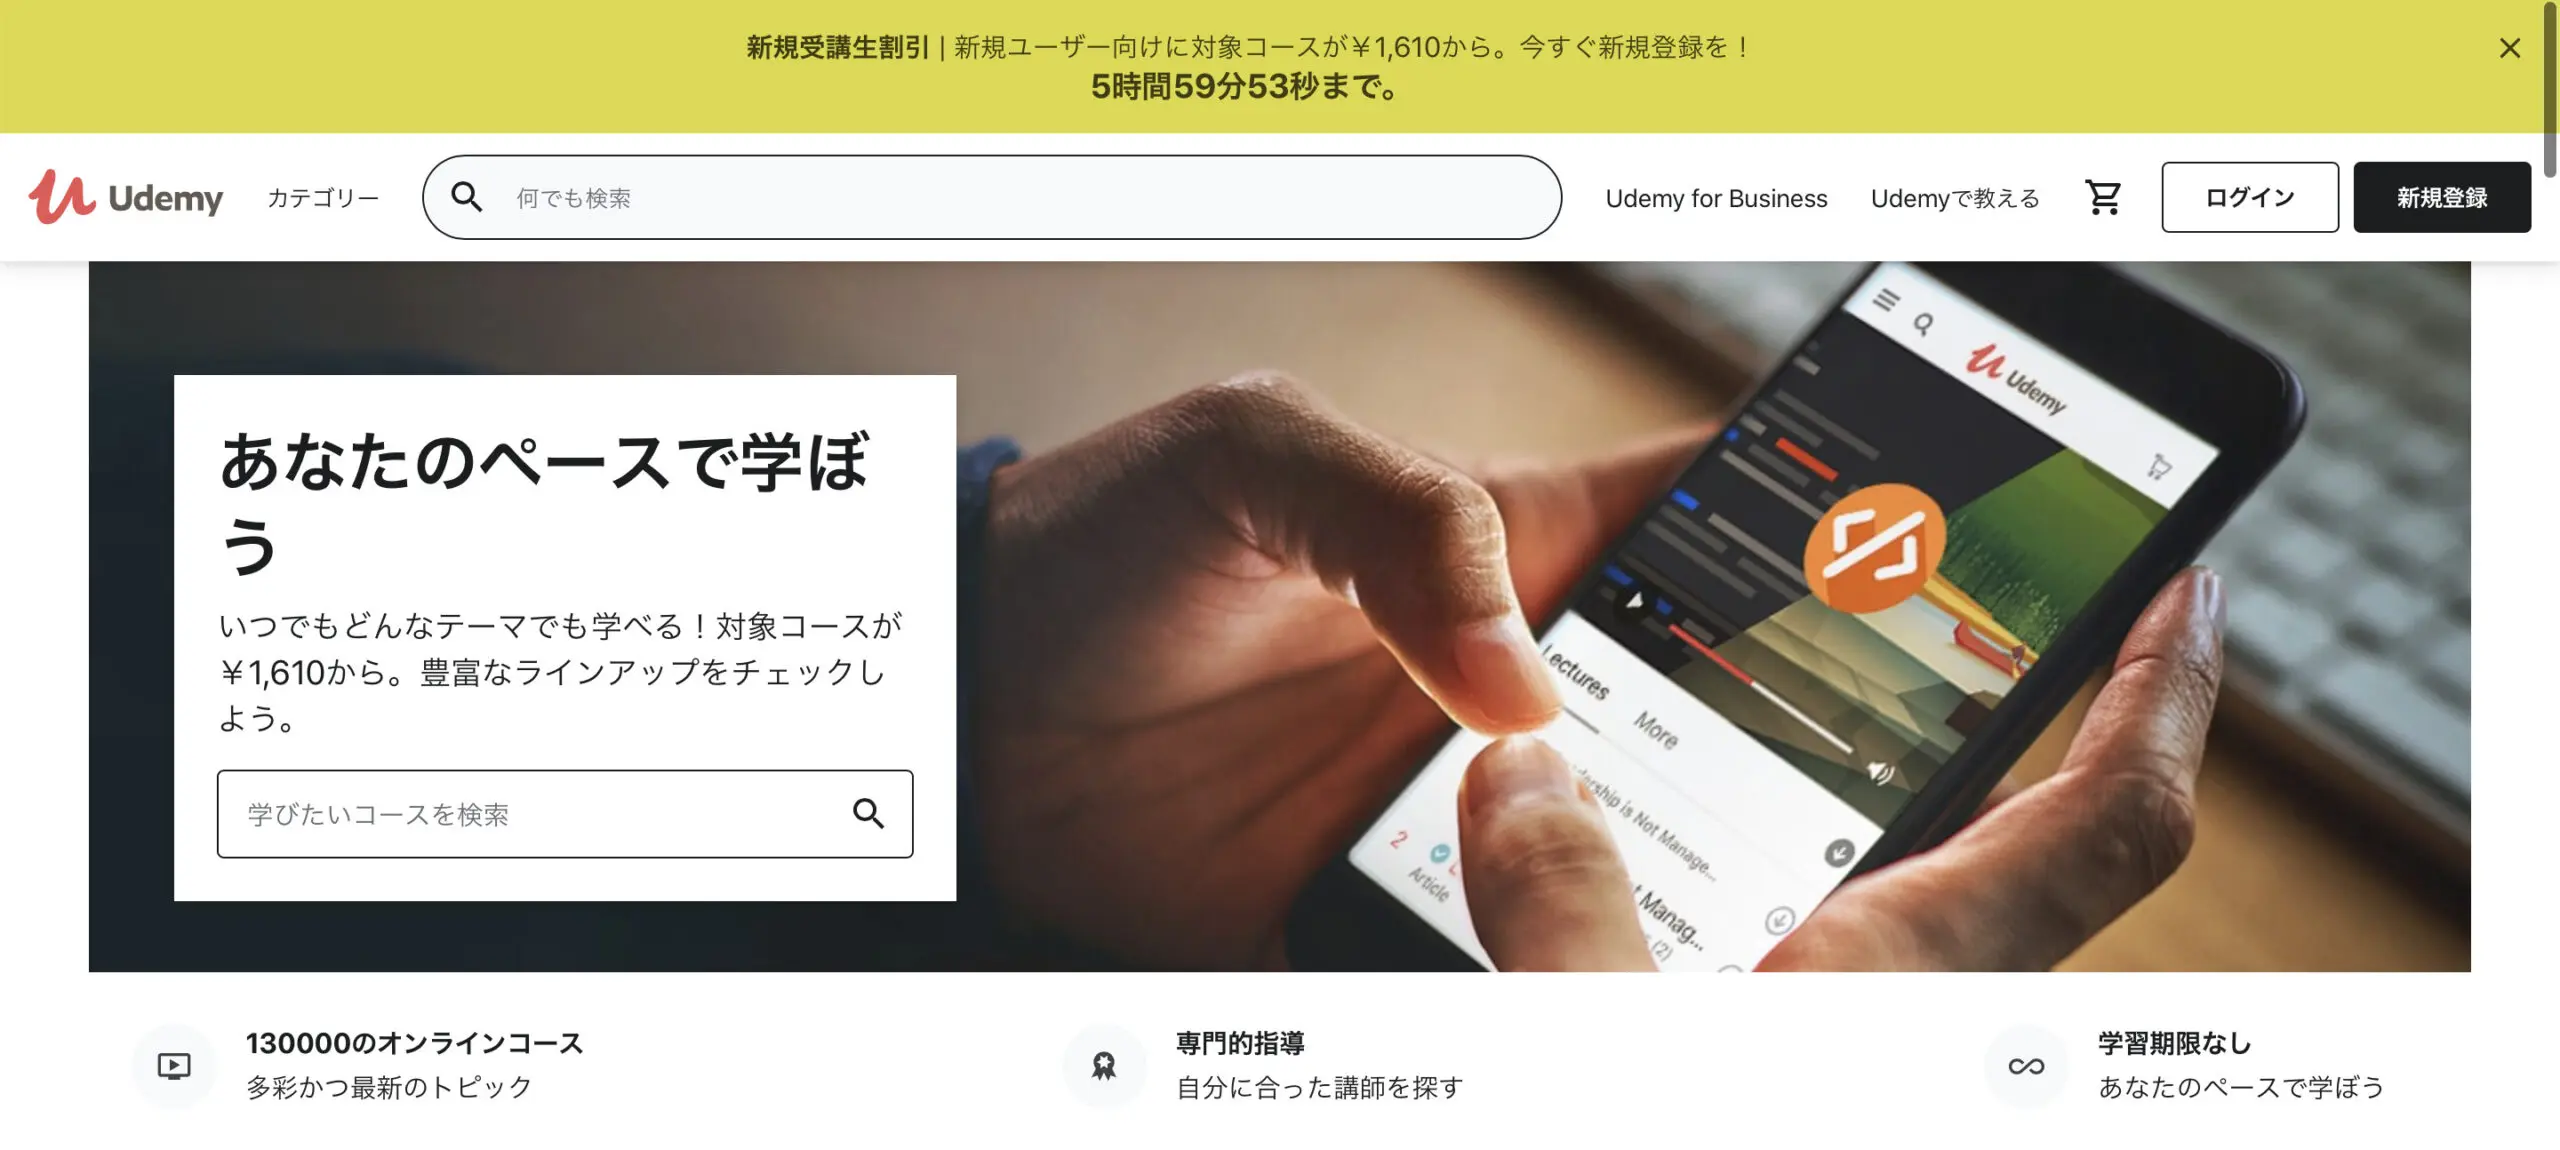 新規受講生割引 | 新規ユーザー向けに対象コースが¥1,610から。今すぐ新規登録を！
5時間59分53秒まで。
Udemy
カテゴリー
何でも検索
Udemy for Business
Udemyで教える
ログイン
新規登録
あなたのペースで学ぼ
う
いつでもどんなテーマでも学べる！対象コースが
¥1,610から。豊富なラインアップをチェックし
よう。
学びたいコースを検索
Udemy
Lectures
More
is Not Manage...
2
Article
Manag...
(2)
130000のオンラインコース
多彩かつ最新のトピック
専門的指導
自分に合った講師を探す
学習期限なし
あなたのペースで学ぼう